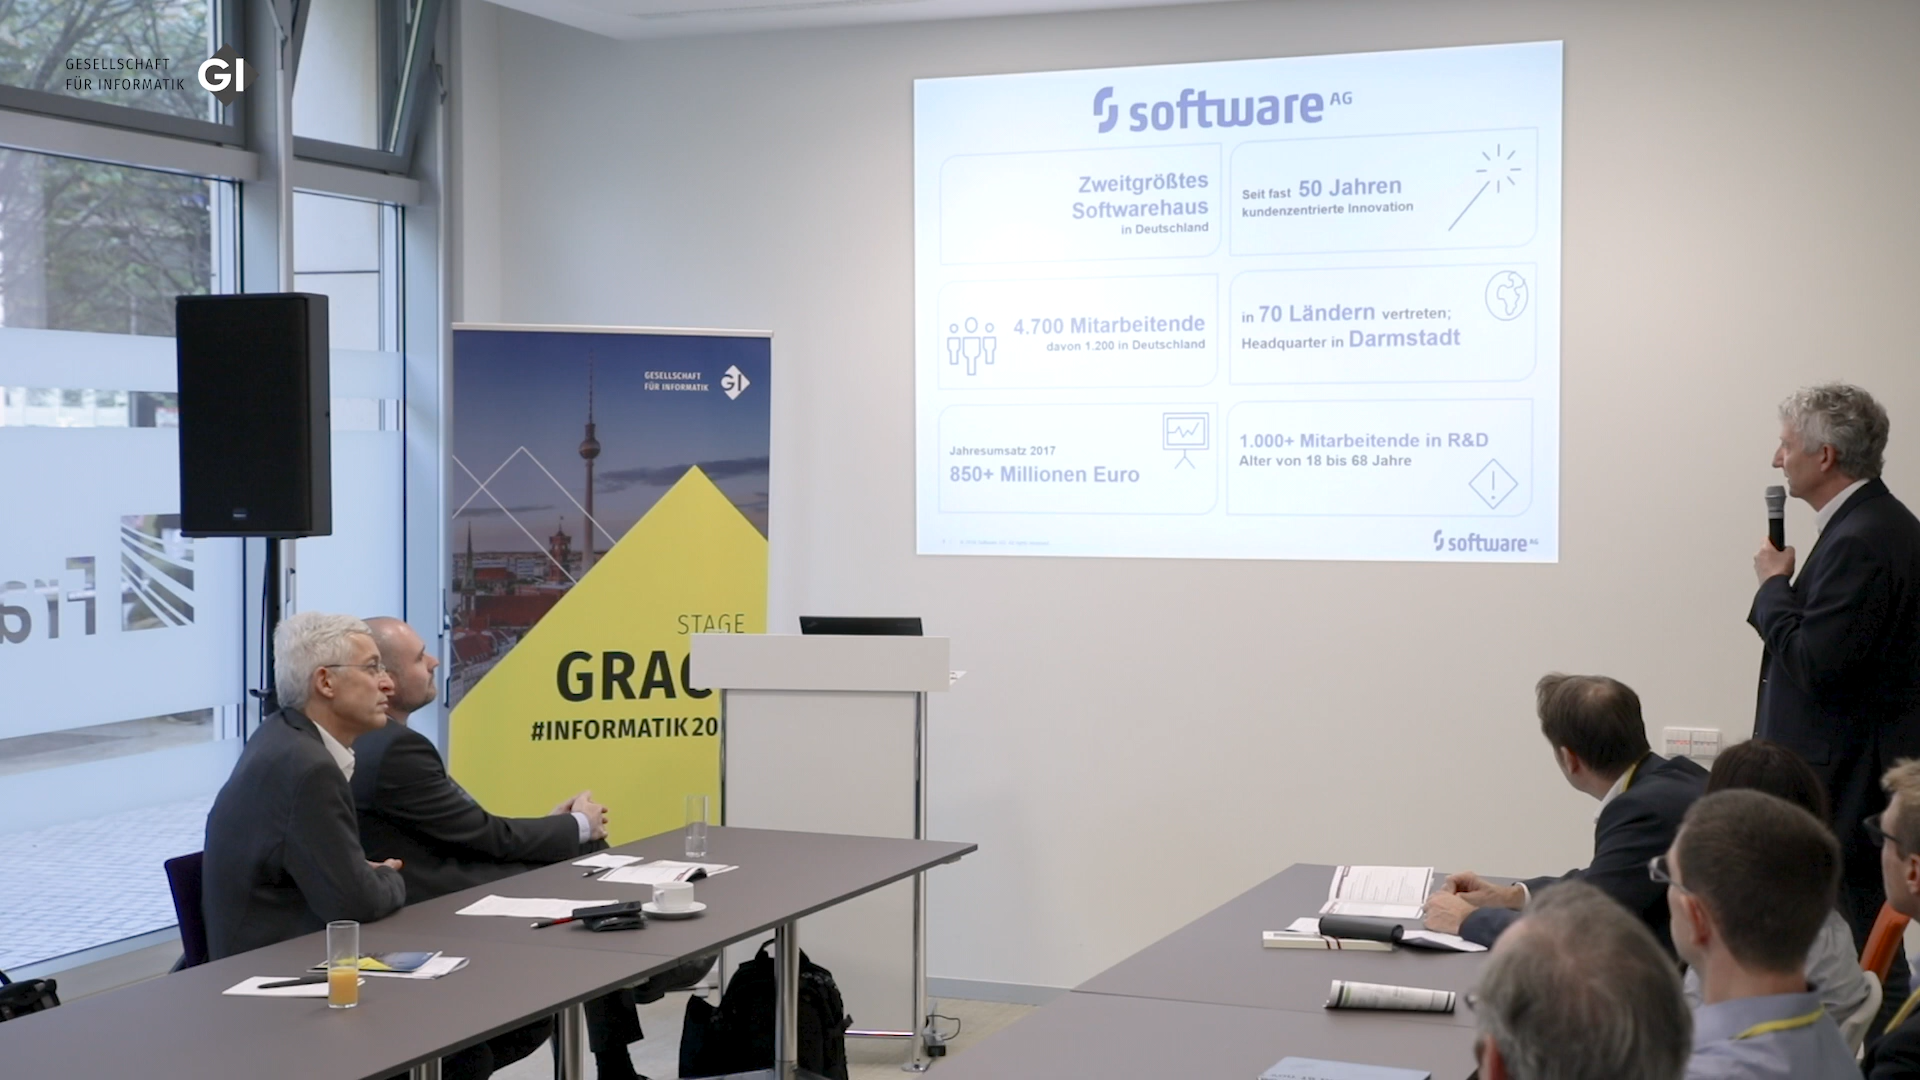 GESELLSCHAFT
FÜR INFORMATIK
GI
software AG
Zweitgrößtes
Softwarehaus
in Deutschland
Seit fast 50 Jahren
kundenzentrierte Innovation
4.700 Mitarbeitende
davon 1.200 in Deutschland
in 70 Ländern vertreten;
Headquarter in Darmstadt
Jahresumsatz 2017
850+ Millionen Euro
1.000+ Mitarbeitende in R&D
Alter von 18 bis 68 Jahre
software AG
GESELLSCHAFT
FÜR INFORMATIK
GI
STAGE
GRAC
#INFORMATIK20
Fra